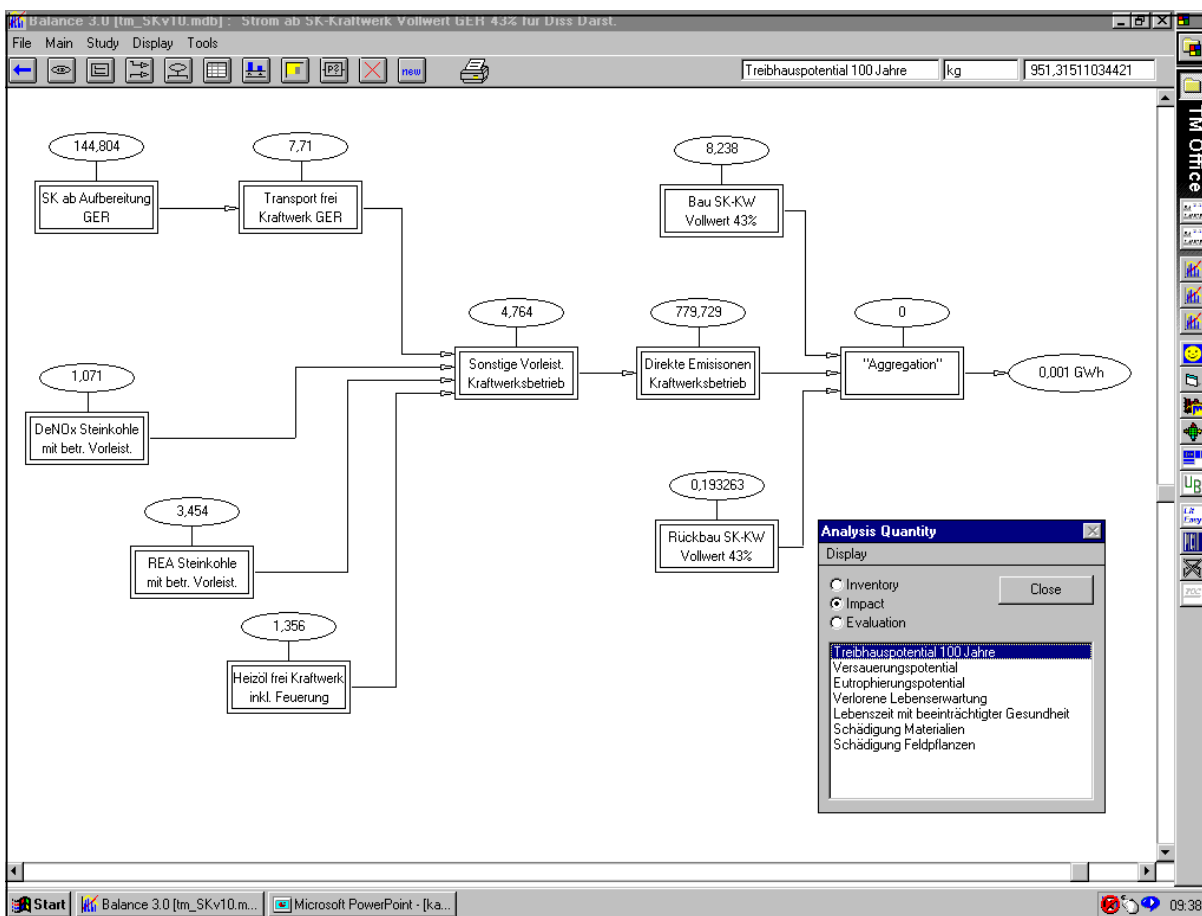 Balance 3.0 [tm_SKv10.mdb] : Strom ab SK-Kraftwerk Vollwert GER 43% für Diss Darst.
File Main Study Display Tools
new
Treibhauspotential 100 Jahre kg 951,31511034421
144,804
SK ab Aufbereitung
GER
7,71
Transport frei
Kraftwerk GER
8,238
Bau SK-KW
Vollwert 43%
4,764
Sonstige Vorleist.
Kraftwerksbetrieb
779,729
Direkte Emisionen
Kraftwerksbetrieb
0
"Aggregation"
0,001 GWh
1,071
DeNOx Steinkohle
mit betr. Vorleist.
3,454
REA Steinkohle
mit betr. Vorleist.
1,356
Heizöl frei Kraftwerk
inkl. Feuerung
0,193263
Rückbau SK-KW
Vollwert 43%
Analysis Quantity
Display
Inventory
Impact
Evaluation
Close
Treibhauspotential 100 Jahre
Versauerungspotential
Eutrophierungspotential
Verlorene Lebenserwartung
Lebenszeit mit beeinträchtigter Gesundheit
Schädigung Materialien
Schädigung Feldpflanzen
TM Office
UB
Start
Balance 3.0 [tm_SKv10.m...
Microsoft PowerPoint - [ka...
09:38